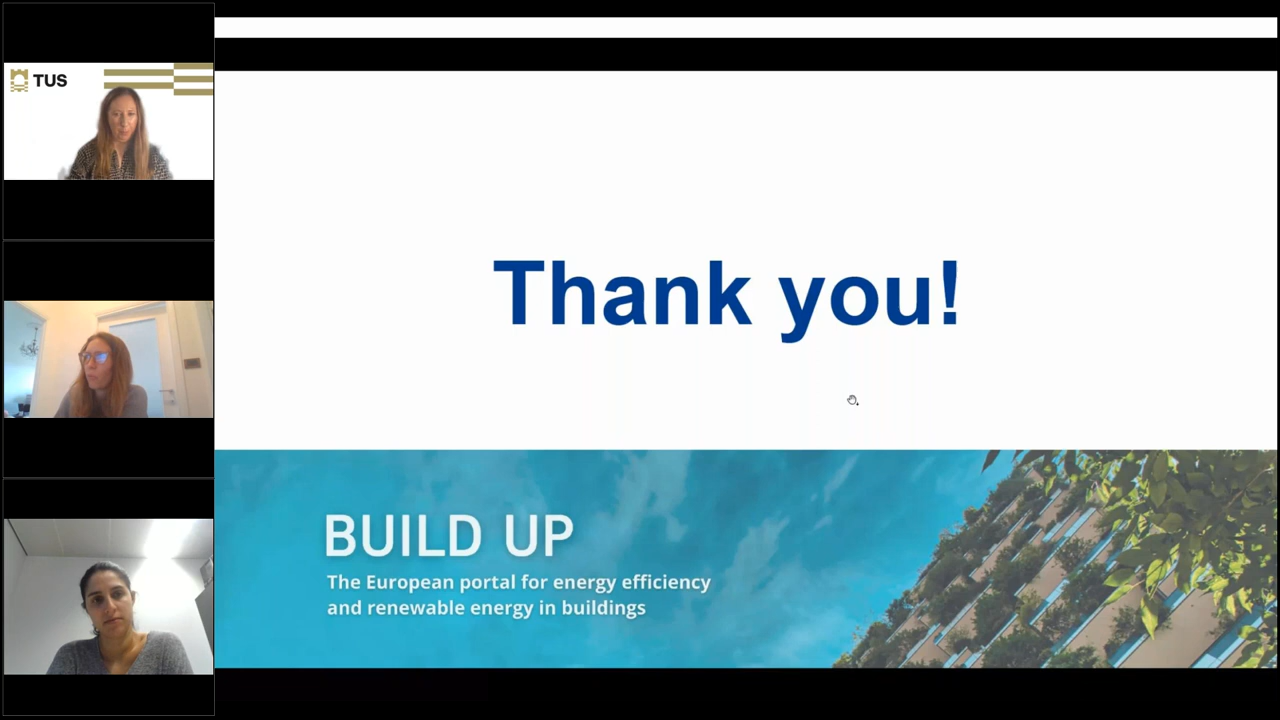 TUS
Thank you!
BUILD UP
The European portal for energy efficiency
and renewable energy in buildings